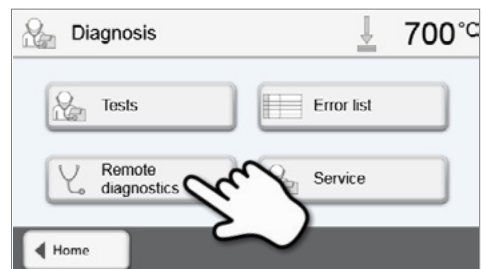 Diagnosis 700°C
Tests
Error list
Remote
diagnostics
Service
Home